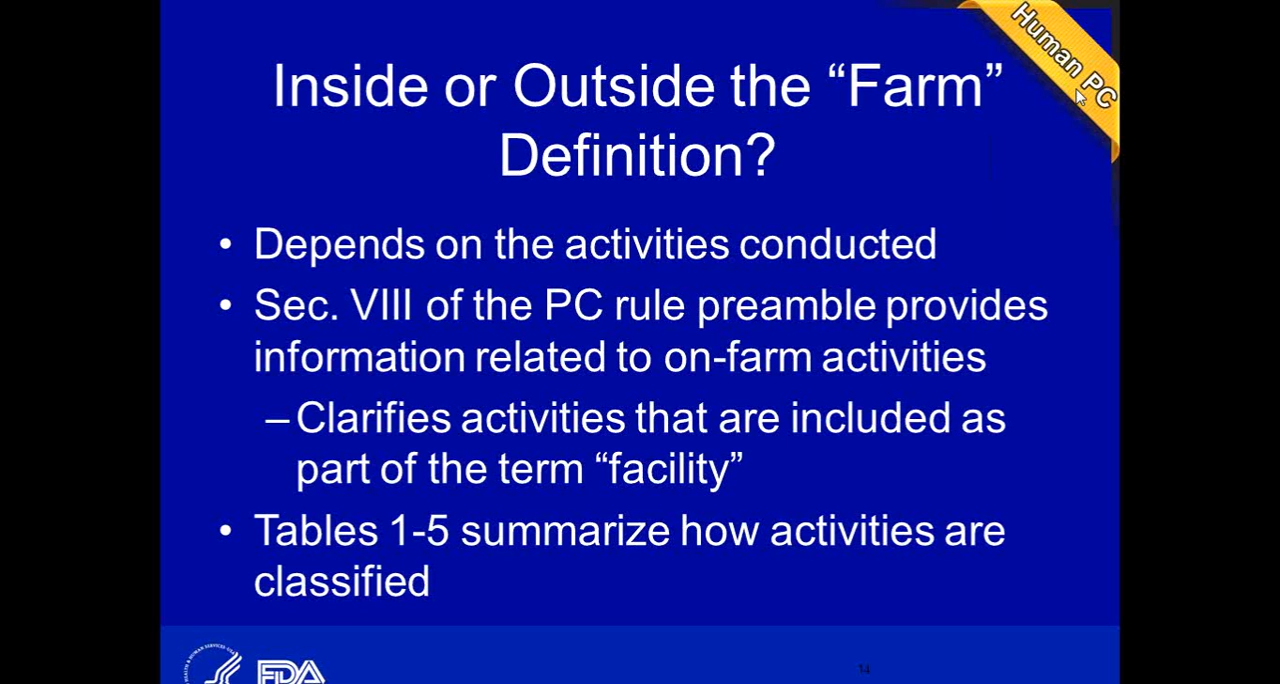 Human PC
Inside or Outside the “Farm”
Definition?
• Depends on the activities conducted
• Sec. VIII of the PC rule preamble provides
information related to on-farm activities
– Clarifies activities that are included as
part of the term “facility”
• Tables 1-5 summarize how activities are
classified
FDA
14